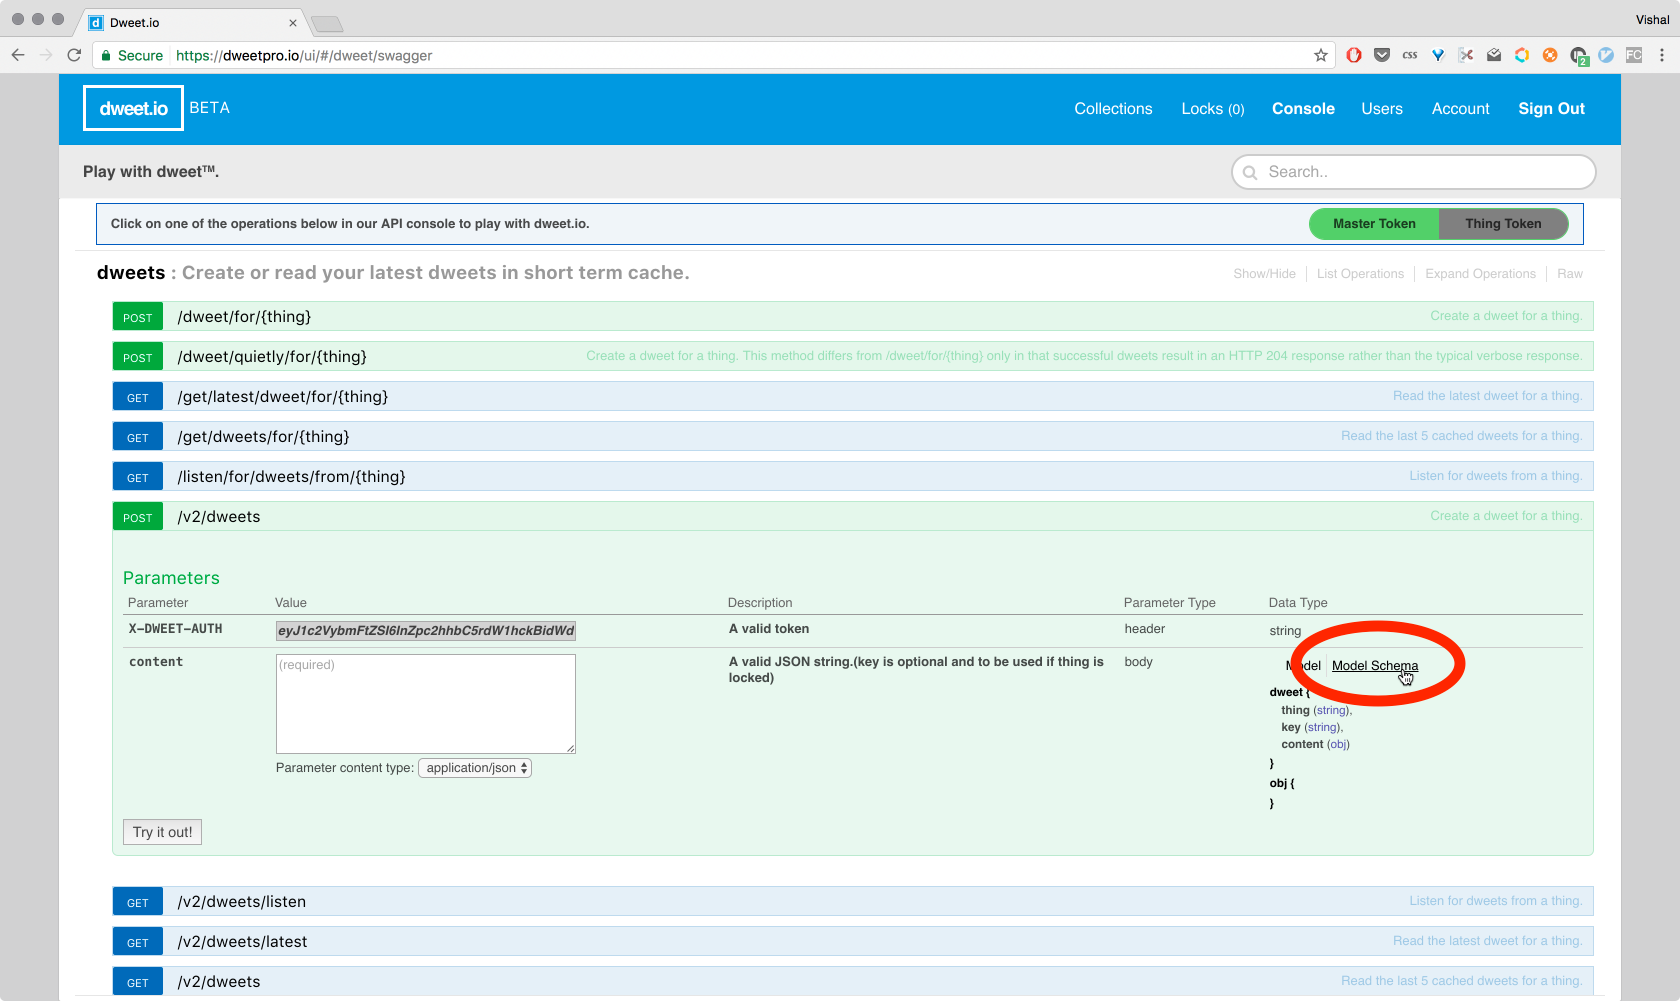 Dweet.io
Vishal
Secure https://dweetpro.io/ui/#/dweet/swagger
css
2
FC
dweet.io BETA
Collections Locks (0) Console Users Account Sign Out
Play with dweet™.
Search..
Click on one of the operations below in our API console to play with dweet.io.
Master Token Thing Token
dweets : Create or read your latest dweets in short term cache.
Show/Hide List Operations Expand Operations Raw
POST /dweet/for/{thing} Create a dweet for a thing.
POST /dweet/quietly/for/{thing} Create a dweet for a thing. This method differs from /dweet/for/{thing} only in that successful dweets result in an HTTP 204 response rather than the typical verbose response.
GET /get/latest/dweet/for/{thing} Read the latest dweet for a thing.
GET /get/dweets/for/{thing} Read the last 5 cached dweets for a thing.
GET /listen/for/dweets/from/{thing} Listen for dweets from a thing.
POST /v2/dweets Create a dweet for a thing.
Parameters
Parameter Value Description Parameter Type Data Type
X-DWEET-AUTH eyJ1c2VybmFtZSI6InZpc2hhbC5rdW1hckBidWd A valid token header string
content (required) A valid JSON string.(key is optional and to be used if thing is body
locked)
Model Model Schema
dweet {
thing (string),
key (string),
content (obj)
}
obj {
}
Parameter content type: application/json
Try it out!
GET /v2/dweets/listen Listen for dweets from a thing.
GET /v2/dweets/latest Read the latest dweet for a thing.
GET /v2/dweets Read the last 5 cached dweets for a thing.